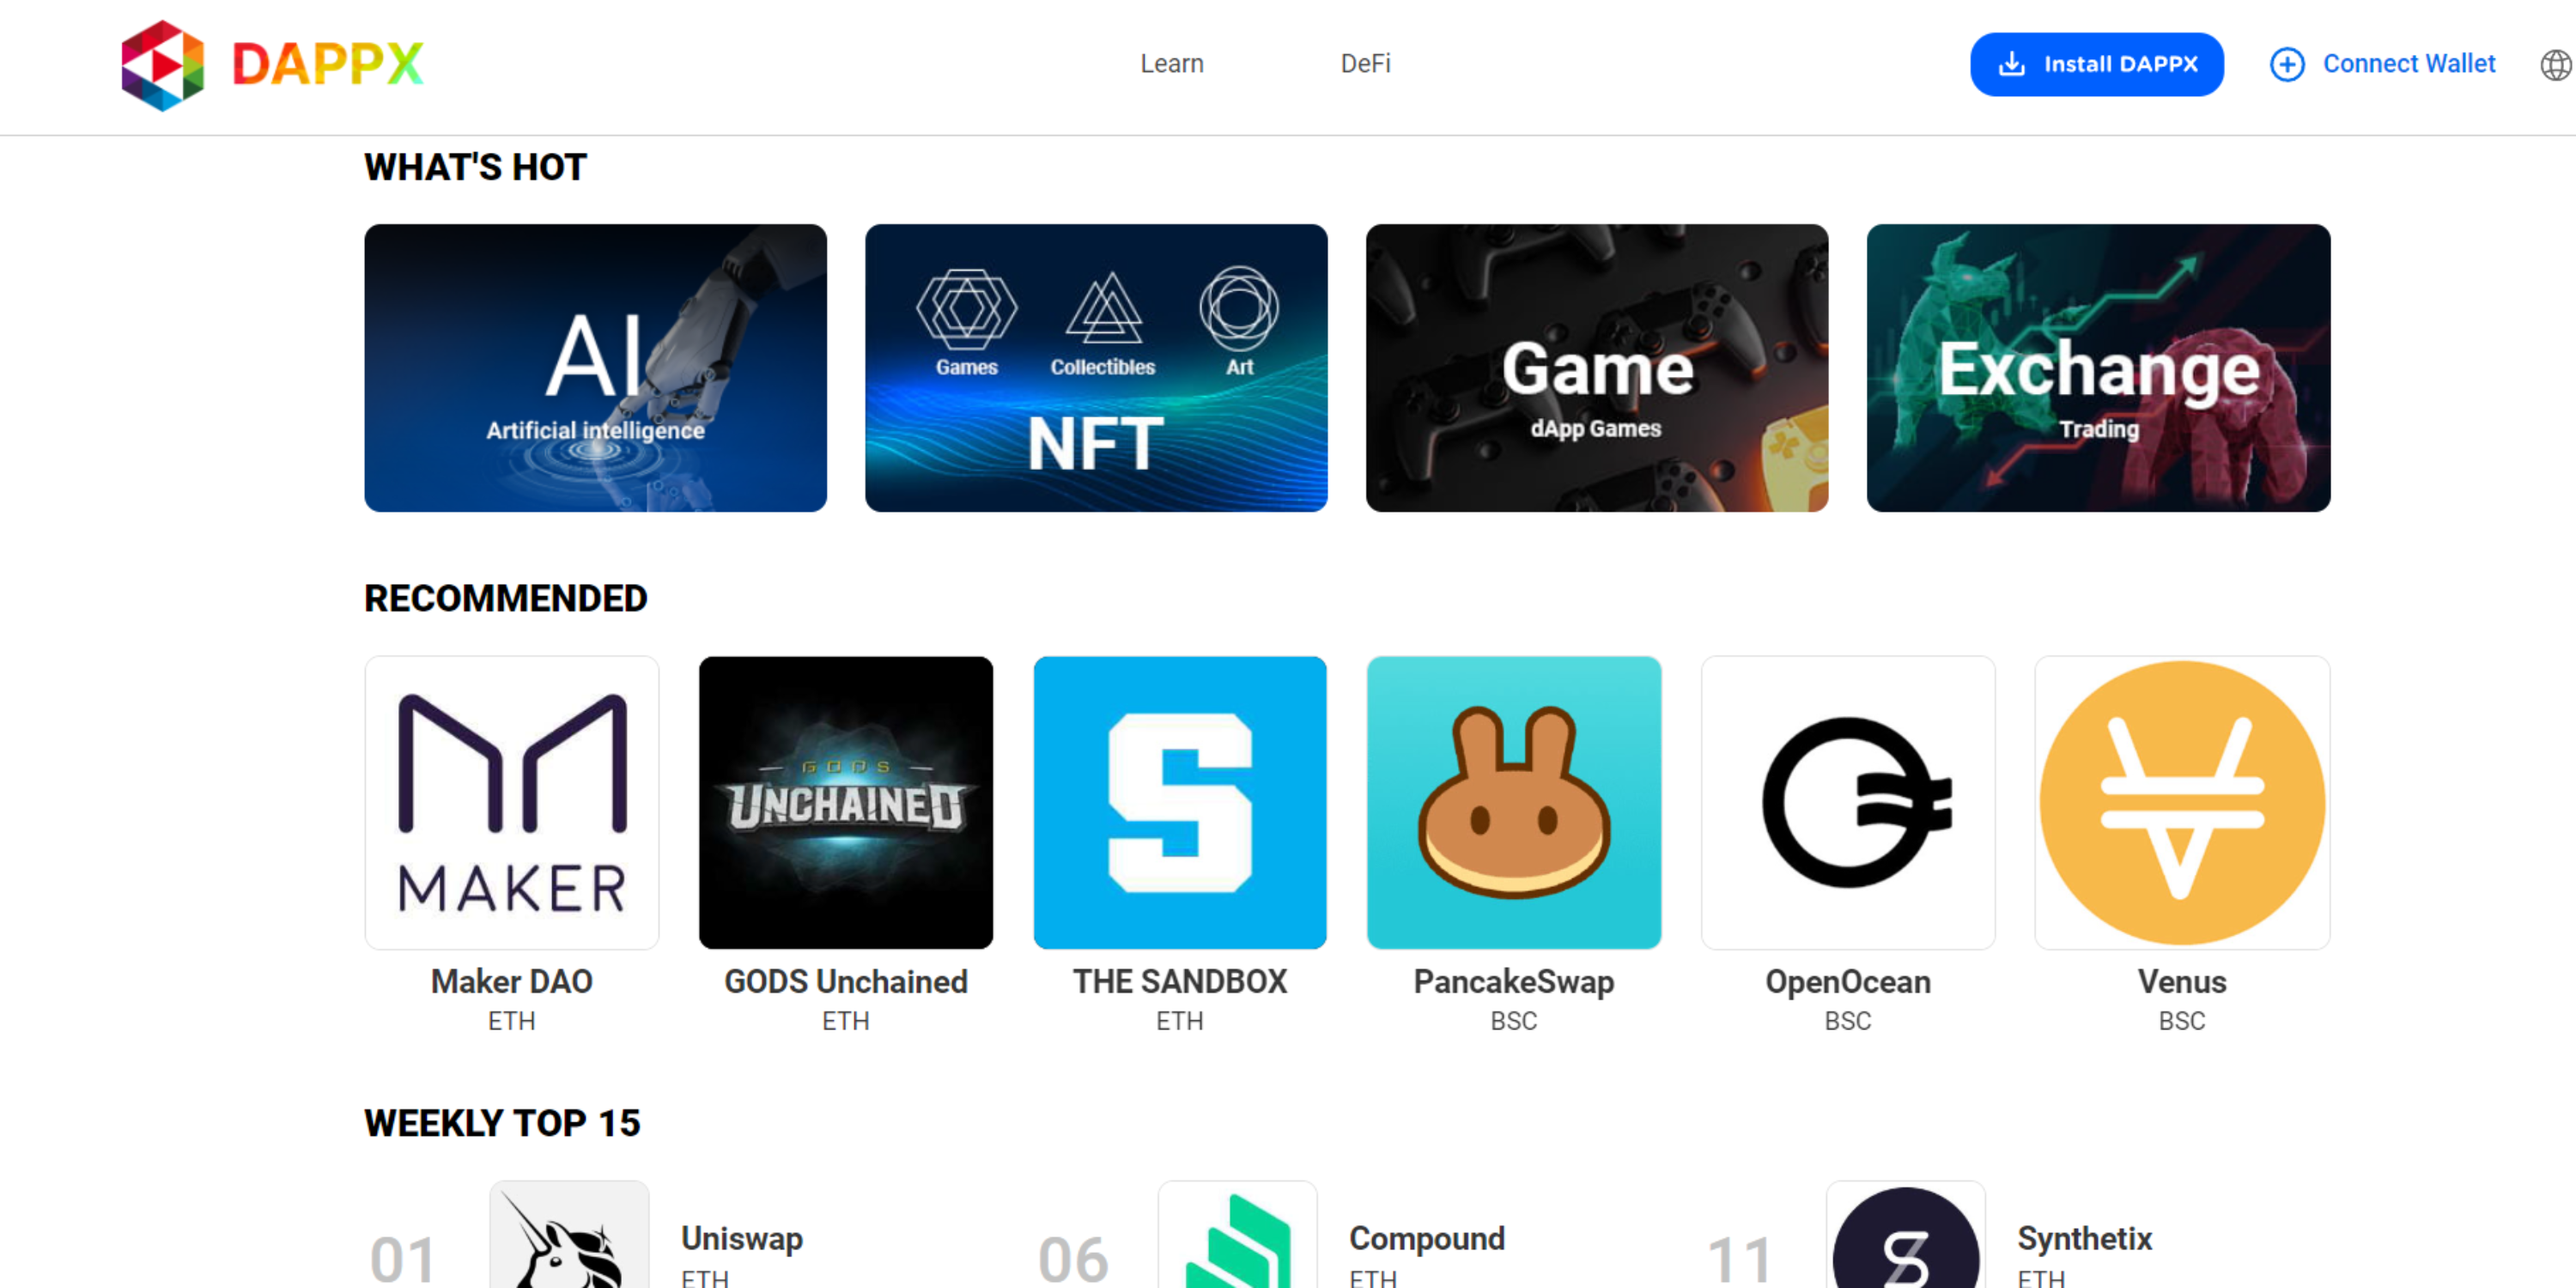 DAPPX
Learn
DeFi
Install DAPPX
Connect Wallet
WHAT'S HOT
AI
Artificial intelligence
Games
Collectibles
Art
NFT
Game
dApp Games
Exchange
Trading
RECOMMENDED
MAKER
Maker DAO
ETH
GODS
UNCHAINED
GODS Unchained
ETH
S
THE SANDBOX
ETH
PancakeSwap
BSC
OpenOcean
BSC
Venus
BSC
WEEKLY TOP 15
01
Uniswap
ETH
06
Compound
ETH
11
Synthetix
ETH